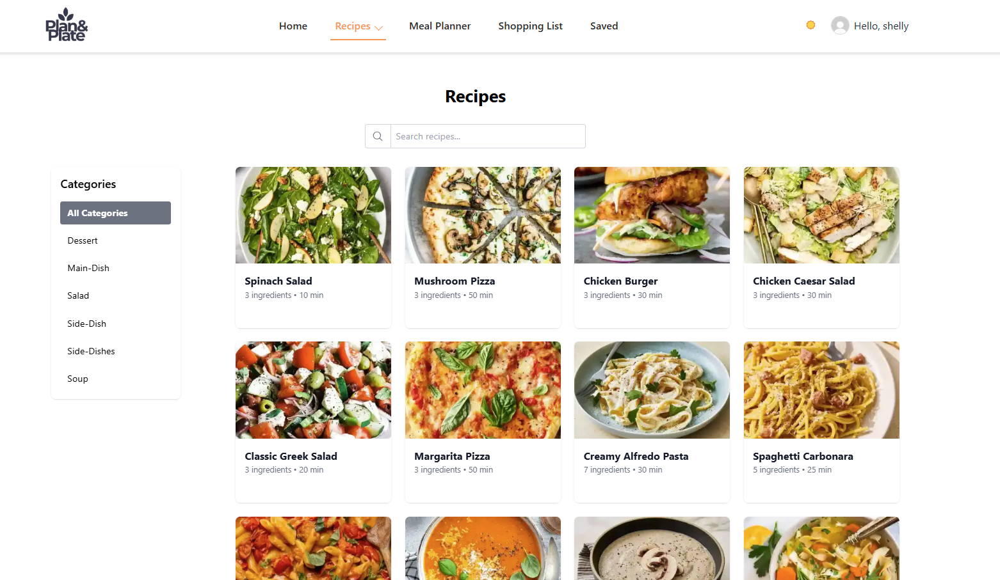 Plan&
Plate
Home
Recipes
Meal Planner
Shopping List
Saved
Hello, shelly
Recipes
Search recipes...
Categories
All Categories
Dessert
Main-Dish
Salad
Side-Dish
Side-Dishes
Soup
Spinach Salad
3 ingredients • 10 min
Mushroom Pizza
3 ingredients • 50 min
Chicken Burger
3 ingredients • 30 min
Chicken Caesar Salad
3 ingredients • 30 min
Classic Greek Salad
3 ingredients • 20 min
Margarita Pizza
3 ingredients • 50 min
Creamy Alfredo Pasta
7 ingredients • 30 min
Spaghetti Carbonara
5 ingredients • 25 min